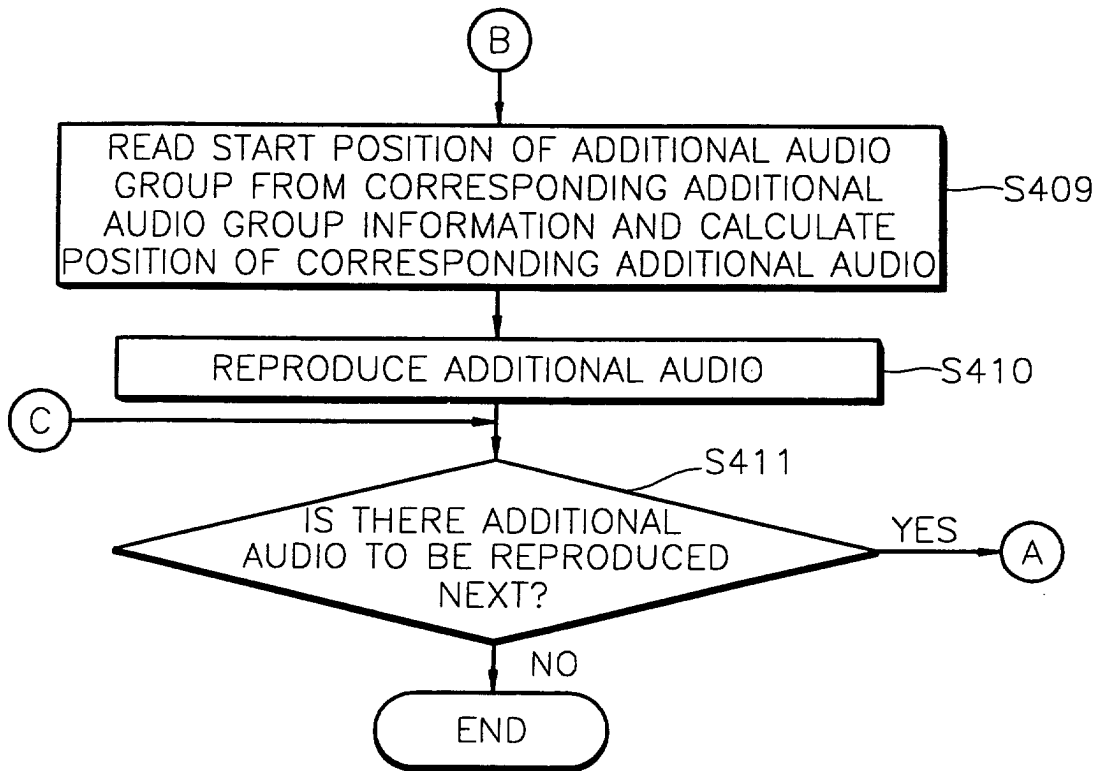 B
READ START POSITION OF ADDITIONAL AUDIO
GROUP FROM CORRESPONDING ADDITIONAL
AUDIO GROUP INFORMATION AND CALCULATE
POSITION OF CORRESPONDING ADDITIONAL AUDIO
S409
REPRODUCE ADDITIONAL AUDIO
S410
C
S411
IS THERE ADDITIONAL
AUDIO TO BE REPRODUCED
NEXT?
YES
A
NO
END